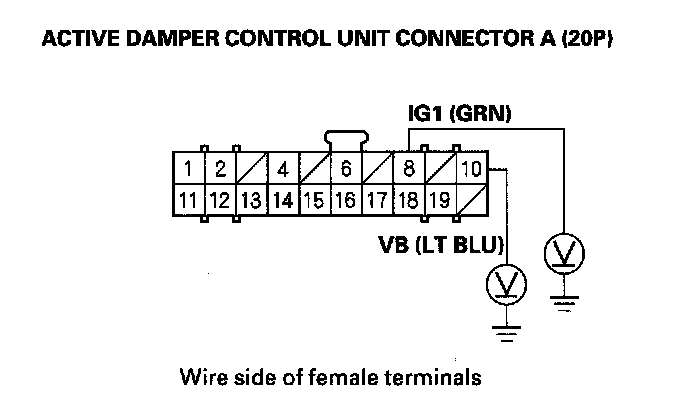 ACTIVE DAMPER CONTROL UNIT CONNECTOR A (20P)
IG1 (GRN)
1 2 4 6 8 10
11 12 13 14 15 16 17 18 19
VB (LT BLU)
V
V
Wire side of female terminals